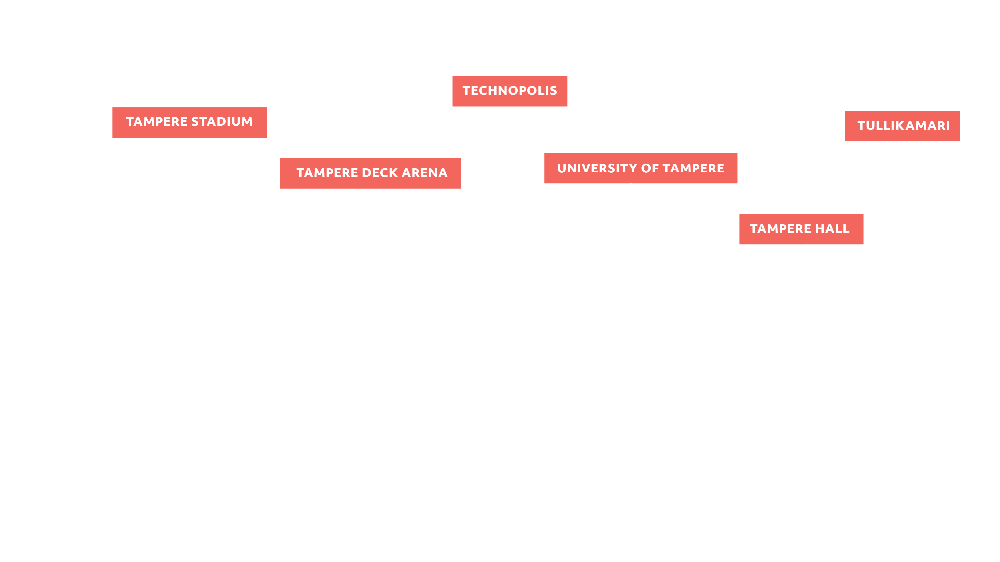 TECHNOPOLIS
TAMPERE STADIUM
TULLIKAMARI
TAMPERE DECK ARENA
UNIVERSITY OF TAMPERE
TAMPERE HALL